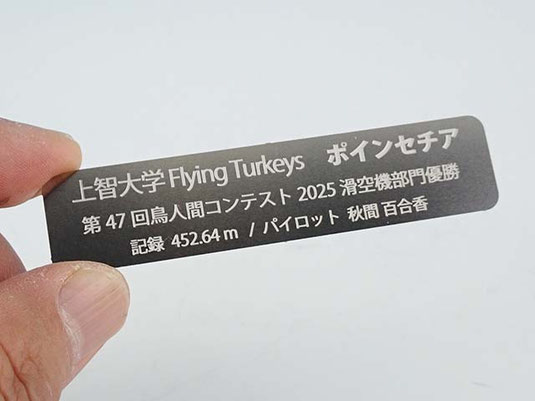 上智大学 Flying Turkeys ポインセチア
第 47 回鳥人間コンテスト 2025 滑空機部門優勝
記録 452.64 m / パイロット 秋間 百合香